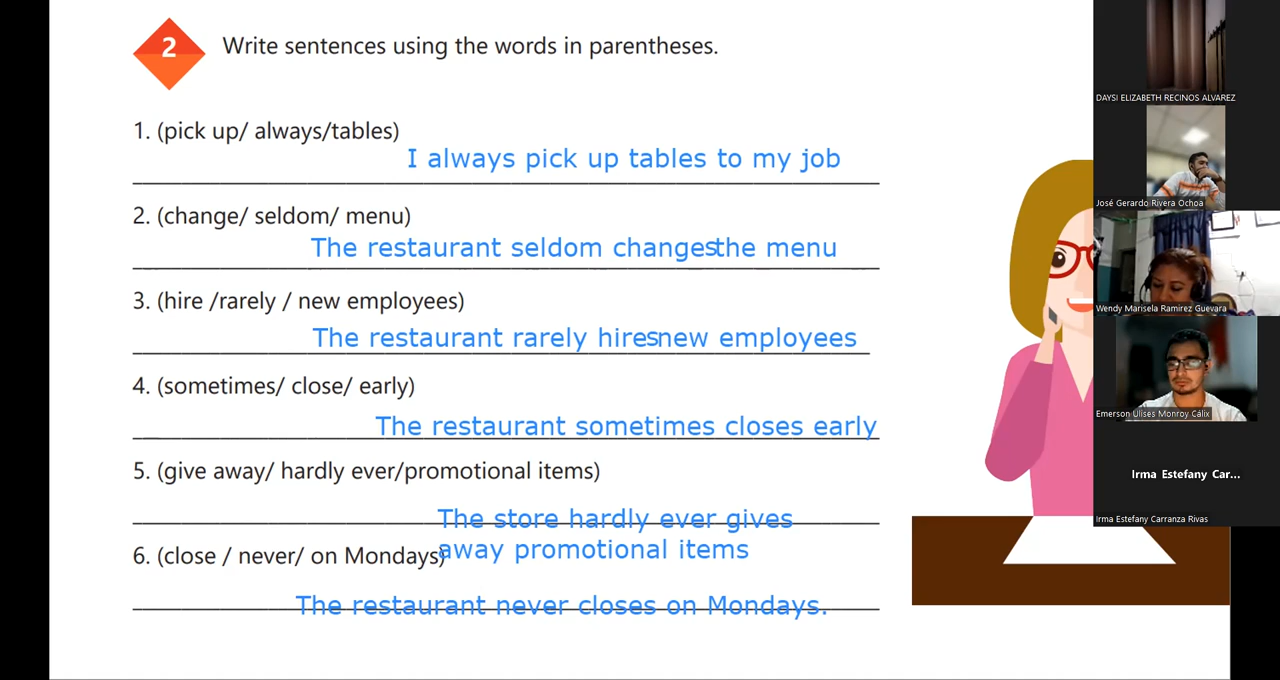 2
Write sentences using the words in parentheses.
1. (pick up/ always/tables)
I always pick up tables to my job
2. (change/ seldom/ menu)
The restaurant seldom changesthe menu
3. (hire /rarely / new employees)
The restaurant rarely hiresnew employees
4. (sometimes/ close/ early)
The restaurant sometimes closes early
5. (give away/ hardly ever/promotional items)
The store hardly ever gives
away promotional items
6. (close / never/ on Mondays)
The restaurant never closes on Mondays.
DAYSI ELIZABETH RECINOS ALVAREZ
José Gerardo Rivera Ochoa
Wendy Marisela Ramirez Guevara
Emerson Ulises Monroy Cálix
Irma Estefany Car...
Irma Estefany Carranza Rivas